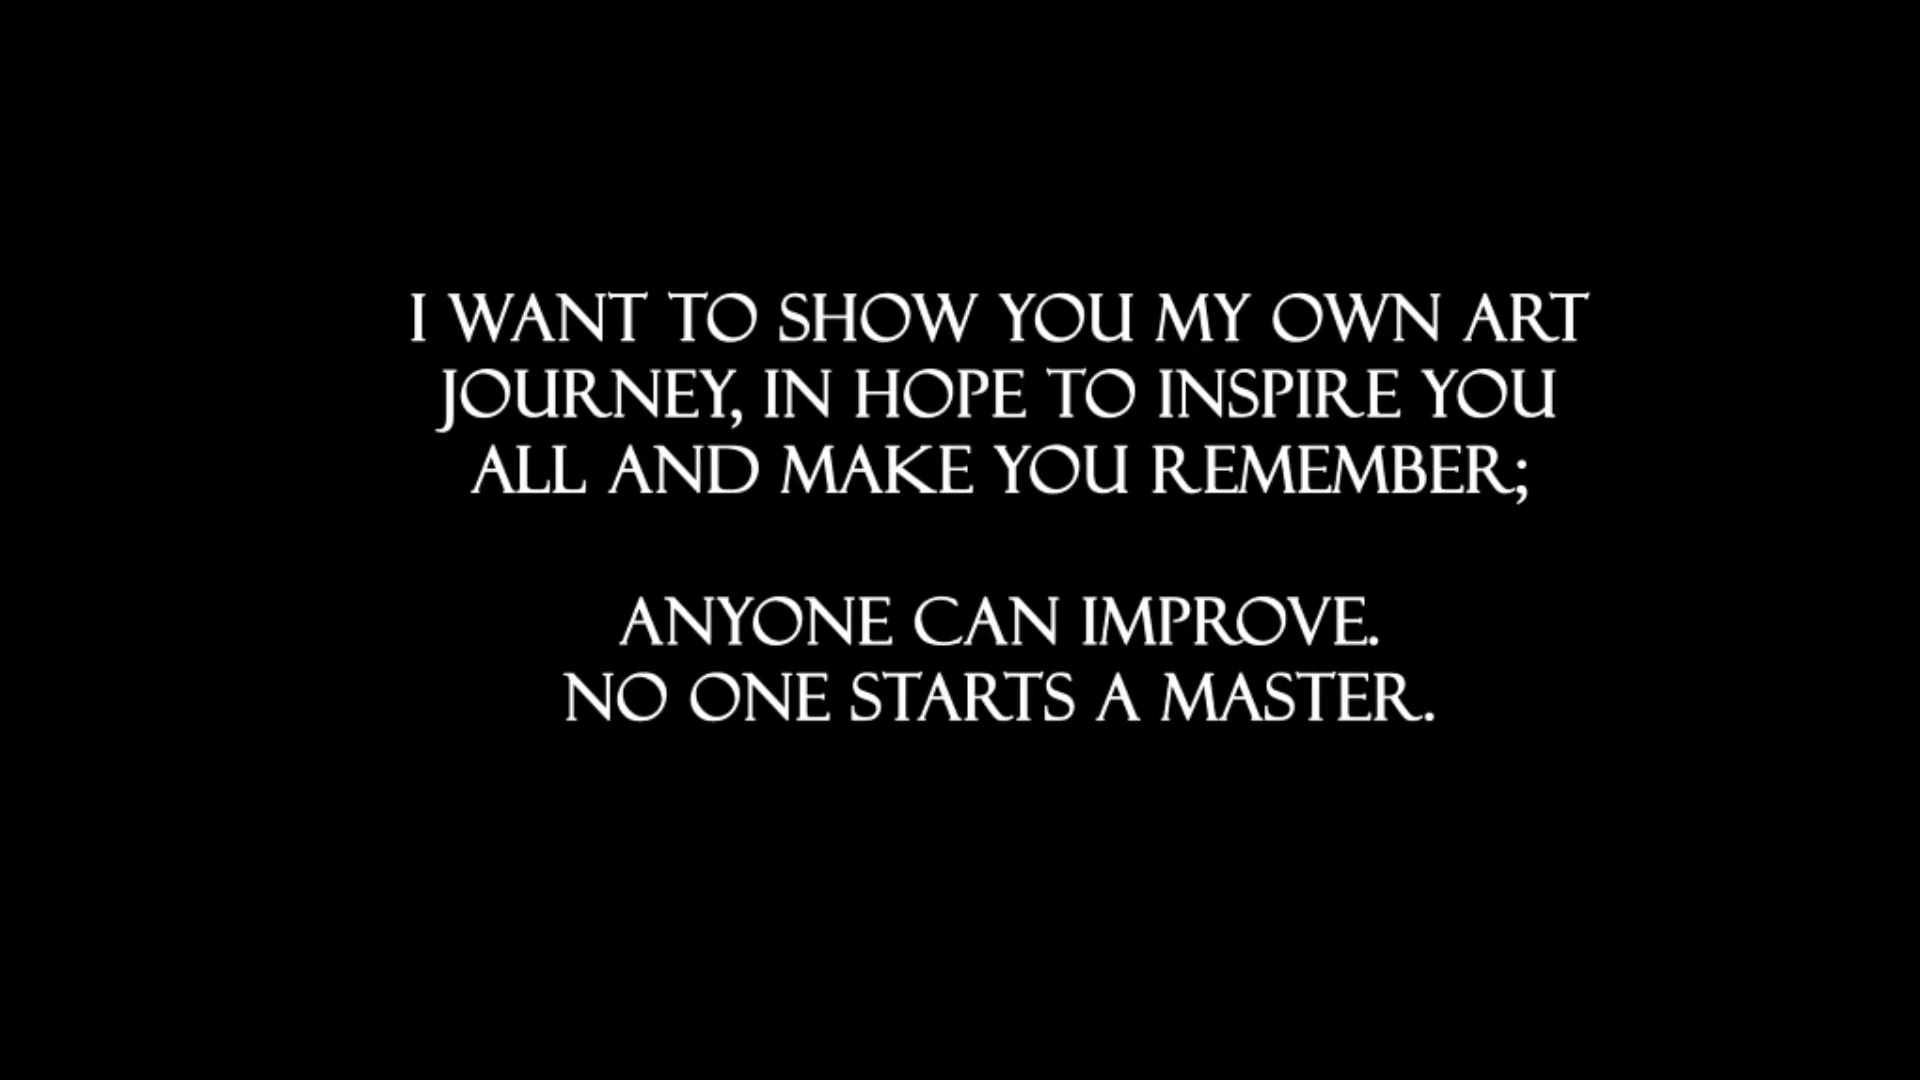 I WANT TO SHOW YOU MY OWN ART
JOURNEY, IN HOPE TO INSPIRE YOU
ALL AND MAKE YOU REMEMBER;
ANYONE CAN IMPROVE.
NO ONE STARTS A MASTER.